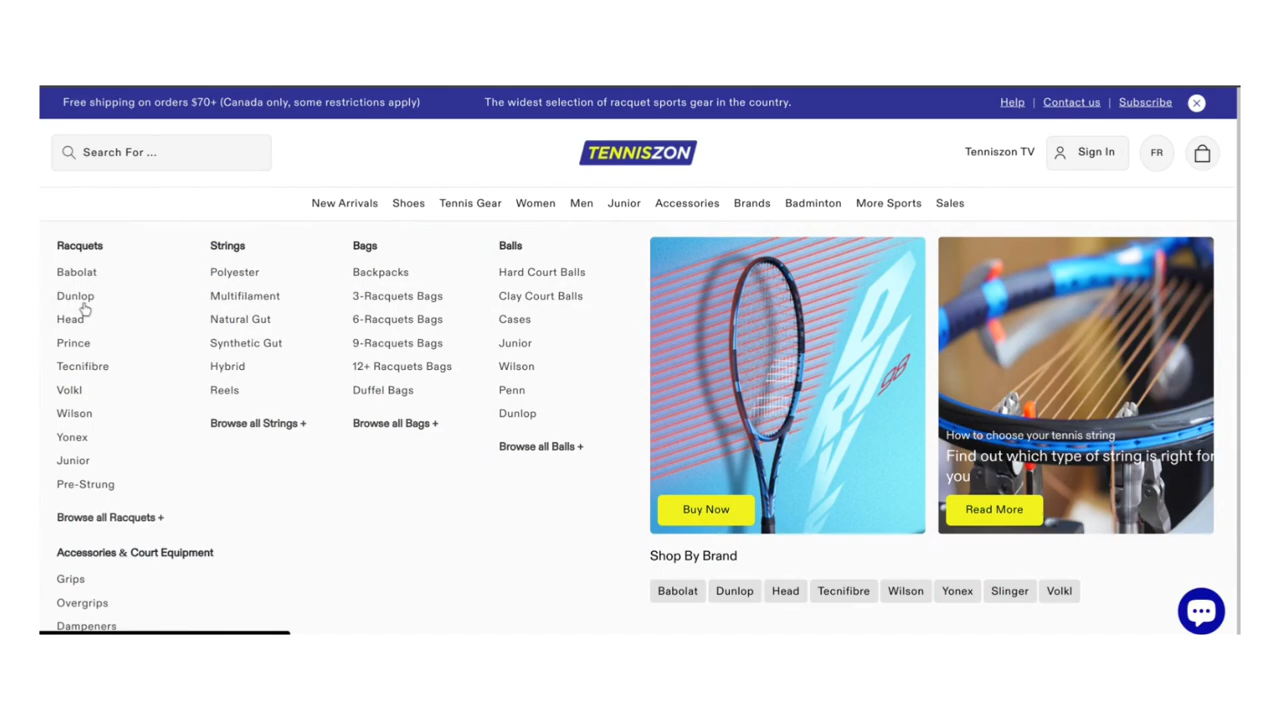 Free shipping on orders $70+ (Canada only, some restrictions apply)
The widest selection of racquet sports gear in the country.
Help | Contact us | Subscribe
Search For ...
TENNISZON
Tenniszon TV
Sign In
FR
New Arrivals
Shoes
Tennis Gear
Women
Men
Junior
Accessories
Brands
Badminton
More Sports
Sales
Racquets
Babolat
Dunlop
Head
Prince
Tecnifibre
Volkl
Wilson
Yonex
Junior
Pre-Strung
Browse all Racquets +
Accessories & Court Equipment
Grips
Overgrips
Dampeners
Strings
Polyester
Multifilament
Natural Gut
Synthetic Gut
Hybrid
Reels
Browse all Strings +
Bags
Backpacks
3-Racquets Bags
6-Racquets Bags
9-Racquets Bags
12+ Racquets Bags
Duffel Bags
Browse all Bags +
Balls
Hard Court Balls
Clay Court Balls
Cases
Junior
Wilson
Penn
Dunlop
Browse all Balls +
98
Buy Now
How to choose your tennis string
Find out which type of string is right for
you
Read More
Shop By Brand
Babolat
Dunlop
Head
Tecnifibre
Wilson
Yonex
Slinger
Volkl